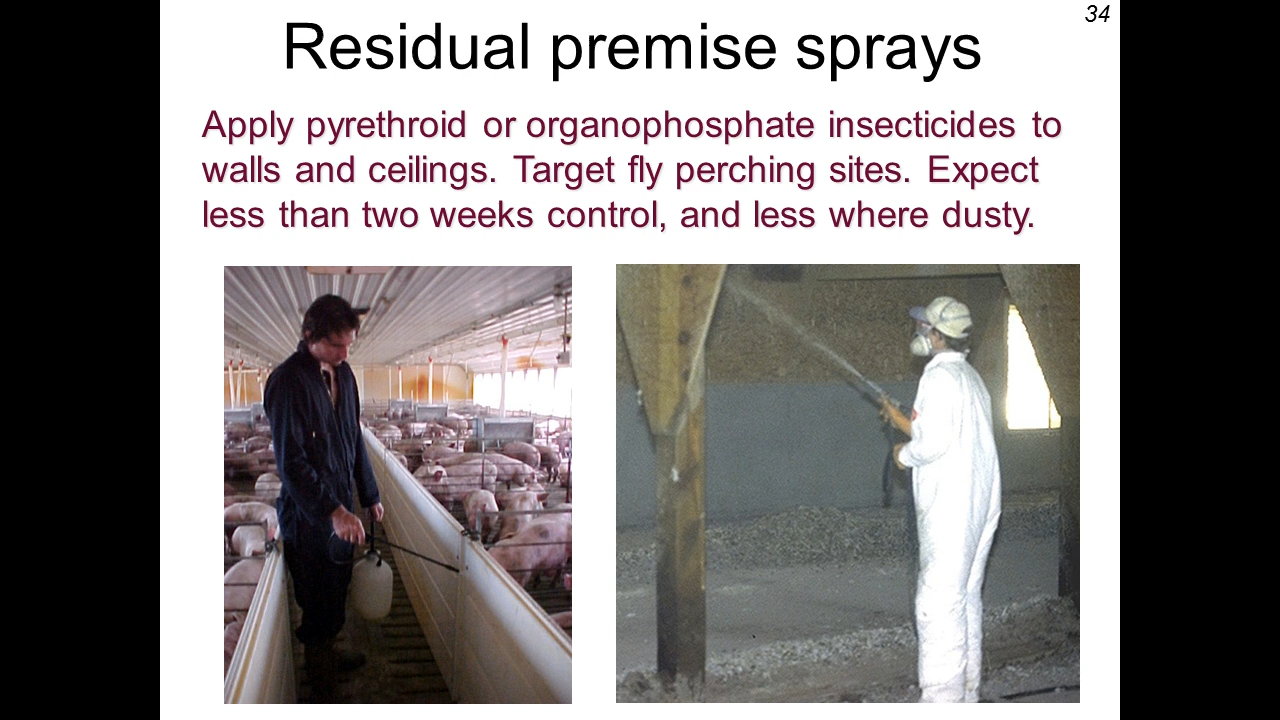 34
Residual premise sprays
Apply pyrethroid or organophosphate insecticides to
walls and ceilings. Target fly perching sites. Expect
less than two weeks control, and less where dusty.